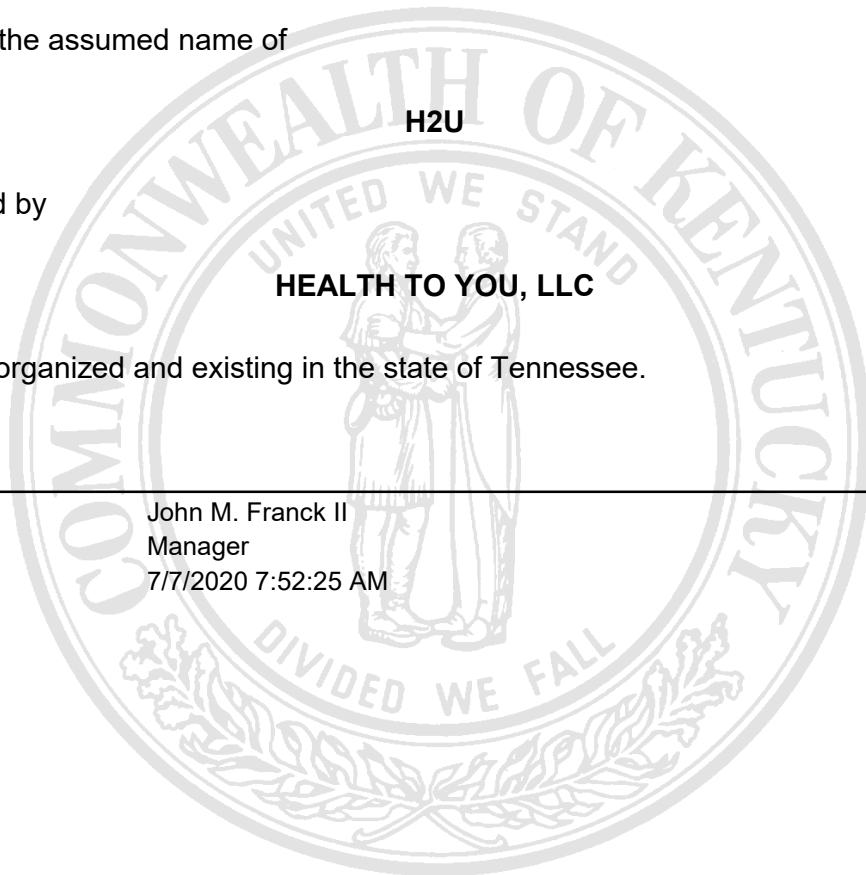 the assumed name of
H2U
d by
HEALTH TO YOU, LLC
organized and existing in the state of Tennessee.
John M. Franck II
Manager
7/7/2020 7:52:25 AM
COMMONWEALTH OF KENTUCKY
UNITED WE STAND
DIVIDED WE FALL